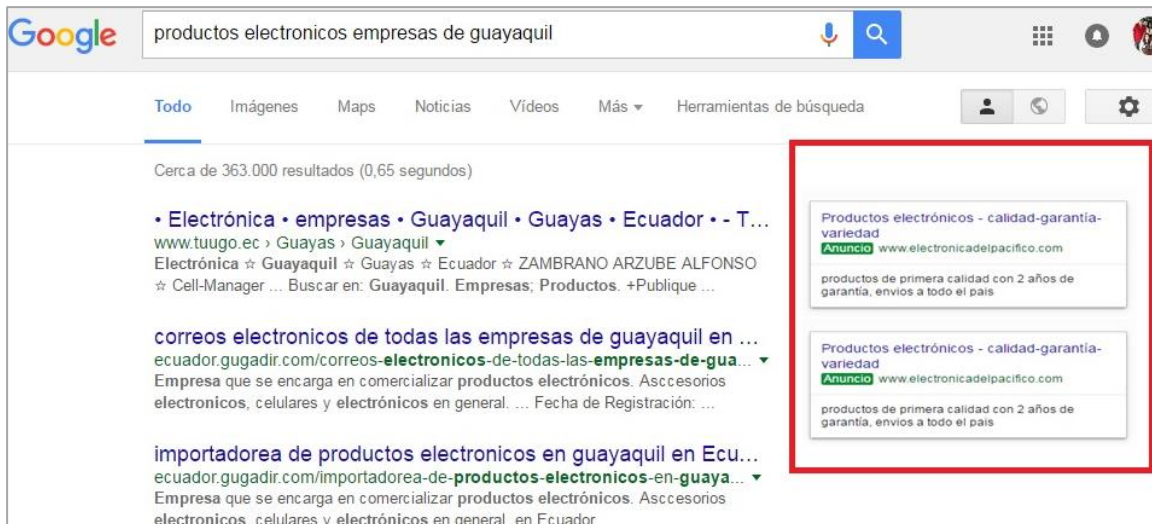 Google
productos electronicos empresas de guayaquil
Todo Imágenes Maps Noticias Vídeos Más Herramientas de búsqueda
Cerca de 363.000 resultados (0,65 segundos)
• Electrónica • empresas • Guayaquil • Guayas • Ecuador • - T...
www.tuugo.ec › Guayas › Guayaquil
Electrónica ☆ Guayaquil ☆ Guayas ☆ Ecuador ☆ ZAMBRANO ARZUBE ALFONSO
☆ Cell-Manager ... Buscar en: Guayaquil. Empresas; Productos. +Publique ...
correos electronicos de todas las empresas de guayaquil en ...
ecuador.gugadir.com/correos-electronicos-de-todas-las-empresas-de-gua...
Empresa que se encarga en comercializar productos electrónicos. Asccesorios
electronicos, celulares y electrónicos en general. ... Fecha de Registración: ...
importadorea de productos electronicos en guayaquil en Ecu...
ecuador.gugadir.com/importadorea-de-productos-electronicos-en-guaya...
Empresa que se encarga en comercializar productos electrónicos. Asccesorios
electronicos, celulares y electrónicos en general. en Ecuador
Productos electrónicos - calidad-garantía-
variedad
Anuncio www.electronicadelpacifico.com
productos de primera calidad con 2 años de
garantía, envios a todo el pais
Productos electrónicos - calidad-garantía-
variedad
Anuncio www.electronicadelpacifico.com
productos de primera calidad con 2 años de
garantía, envios a todo el pais